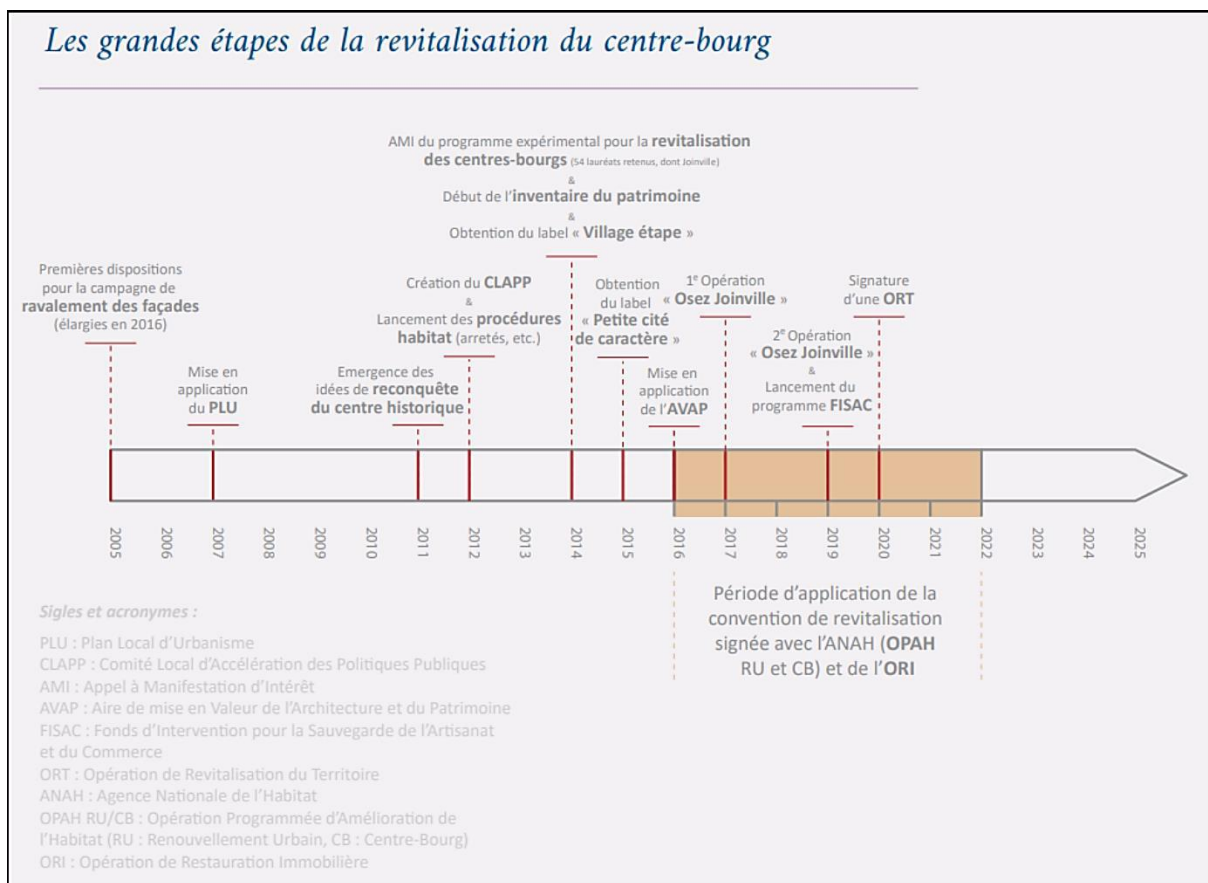 Les grandes étapes de la revitalisation du centre-bourg
AMI du programme expérimental pour la revitalisation
des centres-bourgs (54 lauréats retenus, dont Joinville)
&
Début de l'inventaire du patrimoine
&
Obtention du label « Village étape »
Premières dispositions
pour la campagne de
ravalement des façades
(élargies en 2016)
Mise en
application
du PLU
Emergence des
idées de reconquête
du centre historique
Création du CLAPP
&
Lancement des procédures
habitat (arretés, etc.)
Obtention
du label
« Petite cité
de caractère »
Mise en
application
de l'AVAP
1e Opération
« Osez Joinville »
2e Opération
« Osez Joinville »
&
Lancement du
programme FISAC
Signature
d'une ORT
2005
2006
2007
2008
2009
2010
2011
2012
2013
2014
2015
2016
2017
2018
2019
2020
2021
2022
2023
2024
2025
Période d'application de la
convention de revitalisation
signée avec l'ANAH (OPAH
RU et CB) et de l'ORI
Sigles et acronymes :
PLU : Plan Local d'Urbanisme
CLAPP : Comité Local d'Accélération des Politiques Publiques
AMI : Appel à Manifestation d'Intérêt
AVAP : Aire de mise en Valeur de l'Architecture et du Patrimoine
FISAC : Fonds d'Intervention pour la Sauvegarde de l'Artisanat
et du Commerce
ORT : Opération de Revitalisation du Territoire
ANAH : Agence Nationale de l'Habitat
OPAH RU/CB : Opération Programmée d'Amélioration de
l'Habitat (RU : Renouvellement Urbain, CB : Centre-Bourg)
ORI : Opération de Restauration Immobilière